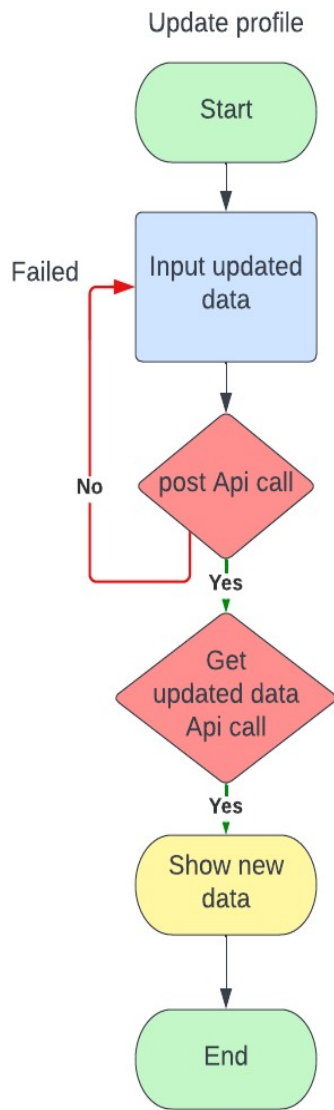 Update profile
Start
Failed
Input updated
data
post Api call
No
Yes
Get
updated data
Api call
Yes
Show new
data
End